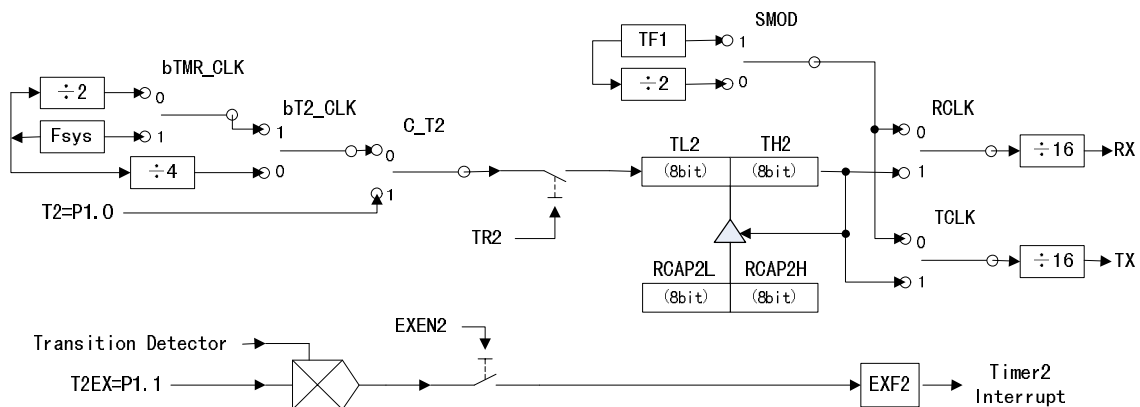 SMOD
TF1
1
÷2
0
bTMR_CLK
÷2
0
bT2_CLK
Fsys
1
1
C_T2
÷4
0
0
T2=P1.0
1
TR2
TL2
TH2
(8bit)
(8bit)
RCAP2L
RCAP2H
(8bit)
(8bit)
RCLK
0
÷16
RX
1
TCLK
0
÷16
TX
1
Transition Detector
EXEN2
T2EX=P1.1
EXF2
Timer2
Interrupt